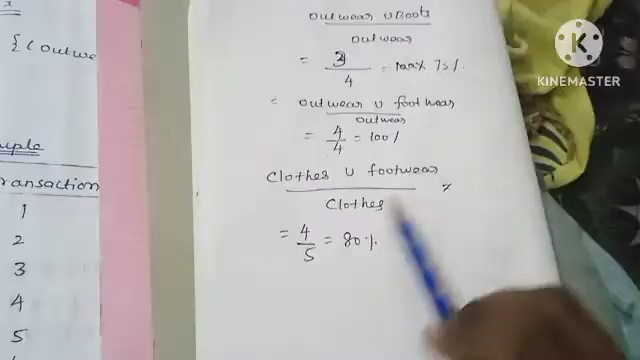 x
{(outwe
uple
ransaction
1
2
3
4
5
Outwear ∪ Boots
Outwear
= 3
4
75%.
= Outwear ∪ footwear
Outwear
= 4/4 = 100%
Clothes ∪ footwear
Clothes
= 4/5 = 80%.
K
KINEMASTER